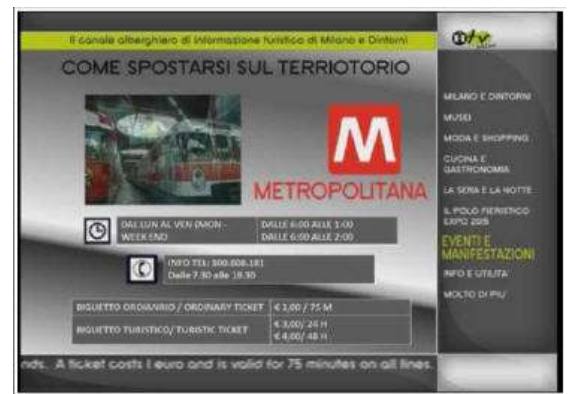 Il canale alberghiero di informazione turistica di Milano e Dintorni
COME SPOSTARSI SUL TERRIOTORIO
M
METROPOLITANA
DAL LUN AL VEN (MON -
WEEK END
DALLE 6:00 ALLE 1:00
DALLE 6:00 ALLE 2:00
INFO TEL: 800.808.181
Dalle 7.30 alle 19.30
BIGLIETTO ORDIANRIO / ORDINARY TICKET € 1,00 / 75 M
BIGLIETTO TURISTICO/ TURISTIC TICKET
€ 3,00/ 24 H
€ 4,00/ 48 H
nds. A ticket costs 1 euro and is valid for 75 minutes on all lines.
tv
MILANO E DINTORNI
MUSEI
MODA E SHOPPING
CUCINA E
GASTRONOMIA
LA SERA E LA NOTTE
IL POLO FIERISTICO
EXPO 2015
EVENTI E
MANIFESTAZIONI
INFO E UTILITA'
MOLTO DI PIU'